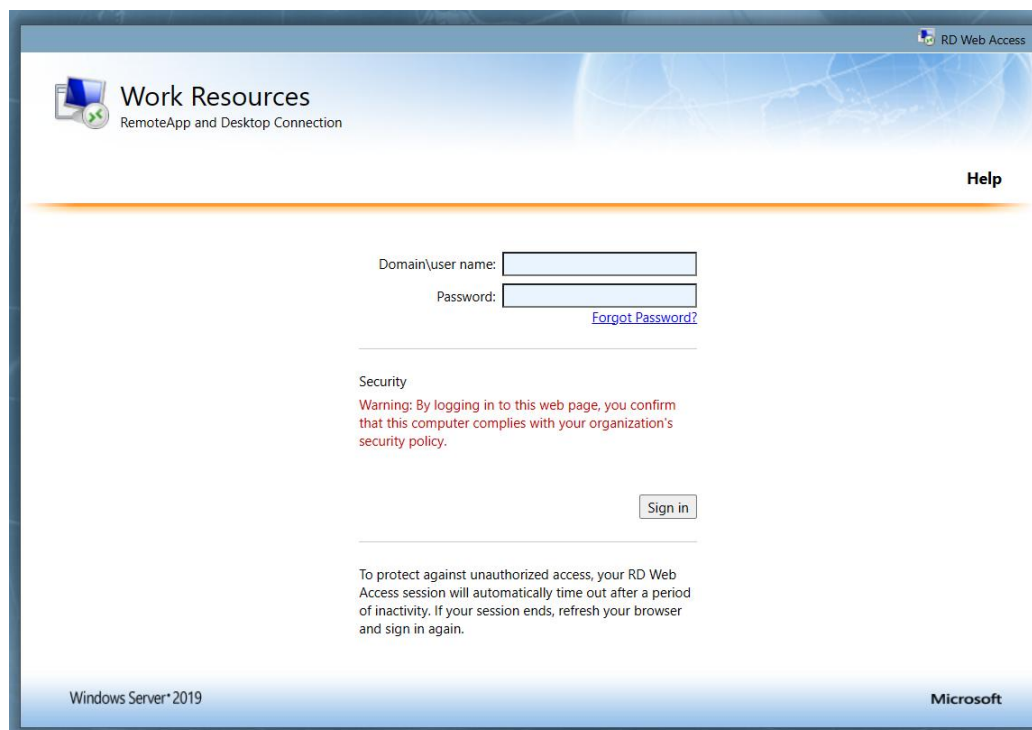 RD Web Access
Work Resources
RemoteApp and Desktop Connection
Help
Domain\user name:
Password:
Forgot Password?
Security
Warning: By logging in to this web page, you confirm
that this computer complies with your organization's
security policy.
Sign in
To protect against unauthorized access, your RD Web
Access session will automatically time out after a period
of inactivity. If your session ends, refresh your browser
and sign in again.
Windows Server® 2019
Microsoft